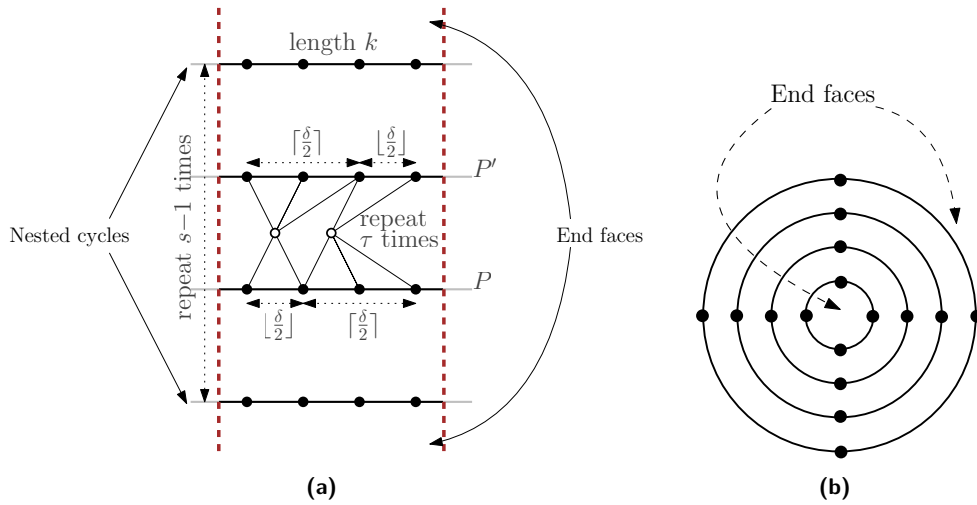 length k
End faces
⌈δ/2⌉
⌊δ/2⌋
P′
repeat s−1 times
Nested cycles
repeat
τ times
End faces
P
⌊δ/2⌋
⌈δ/2⌉
(a)
(b)